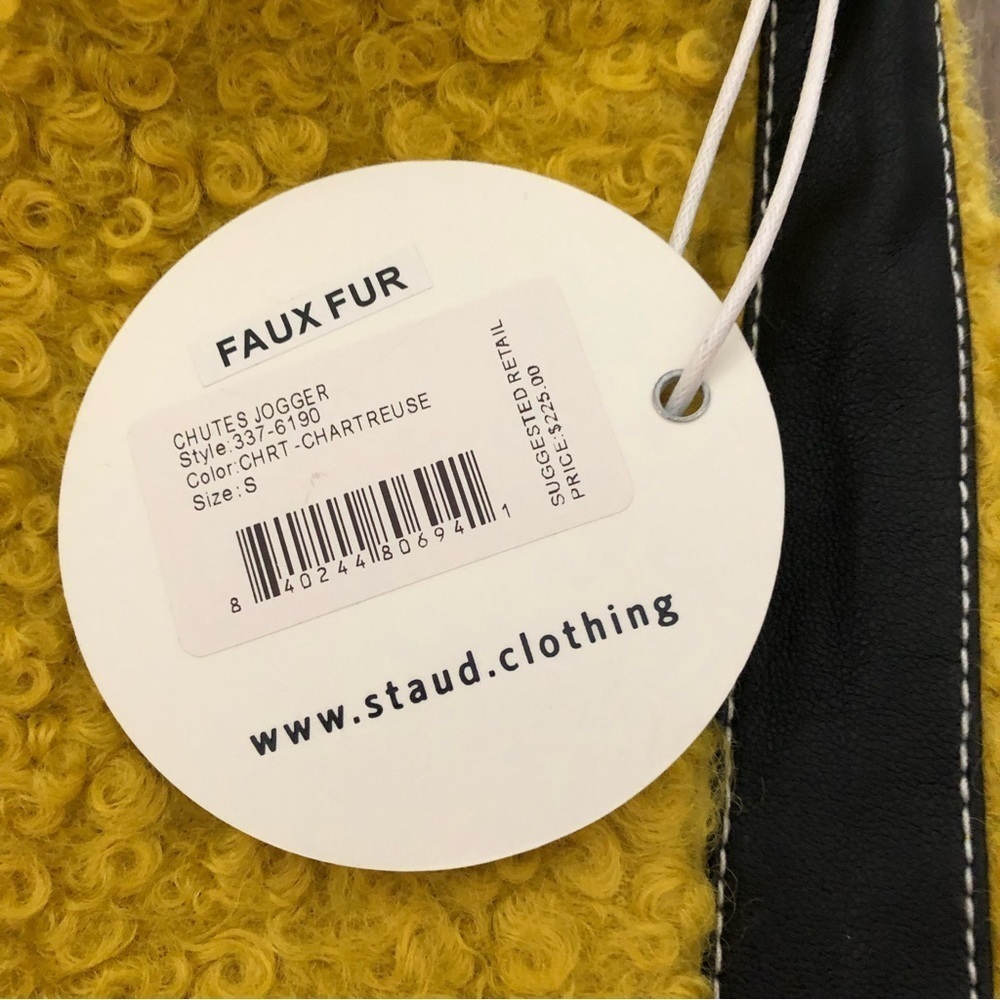 FAUX FUR
CHUTES JOGGER
Style:337-6190
Color:CHRT-CHARTREUSE
Size:S
SUGGESTED RETAIL
PRICE:$225.00
8 40244 80694 1
www.staud.clothing